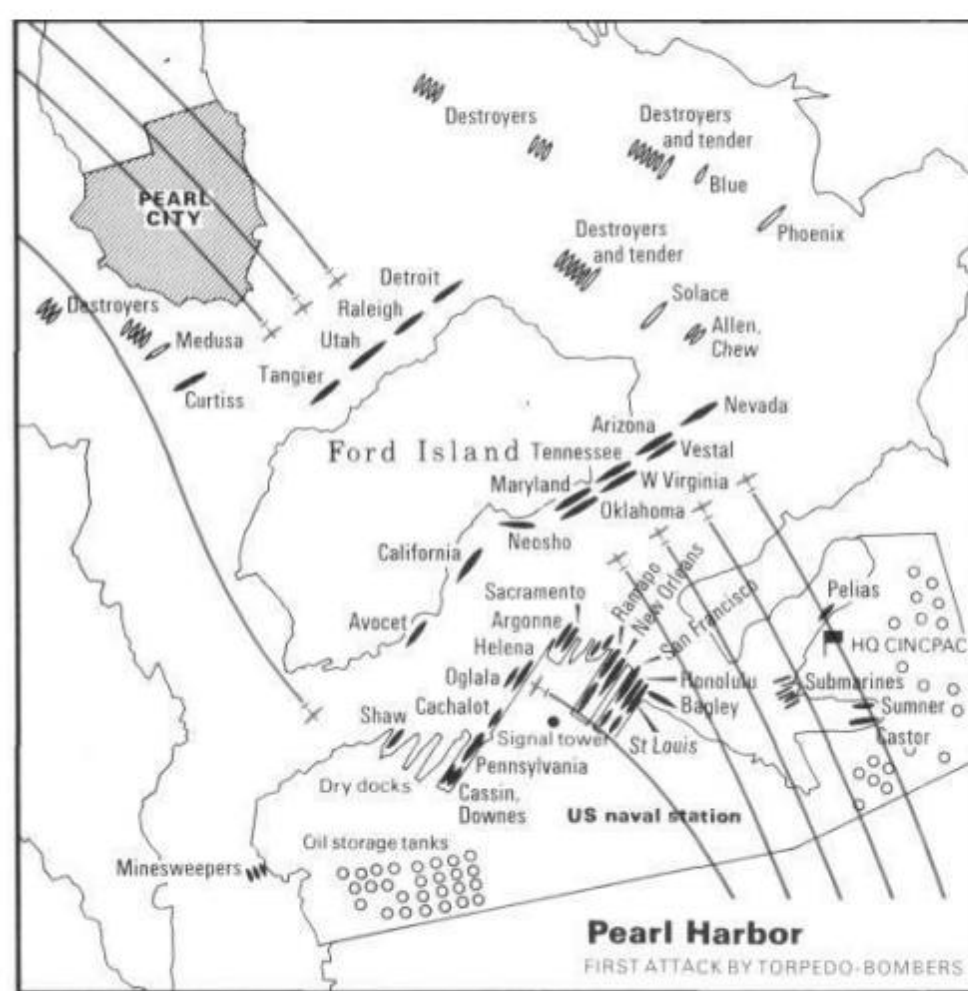 Destroyers
Destroyers
and tender
Blue
PEARL
CITY
Phoenix
Destroyers
and tender
Detroit
Raleigh
Solace
Destroyers
Utah
Allen,
Chew
Medusa
Tangier
Curtiss
Nevada
Arizona
Ford Island
Tennessee
Vestal
Maryland
W Virginia
Oklahoma
Neosho
California
Ramapo
New Orleans
San Francisco
Sacramento
Pelias
Avocet
Argonne
Helena
HQ CINCPAC
Oglala
Honolulu
Submarines
Cachalot
Bagley
Sumner
Shaw
Signal tower
St Louis
Castor
Pennsylvania
Dry docks
Cassin,
Downes
US naval station
Oil storage tanks
Minesweepers
Pearl Harbor
FIRST ATTACK BY TORPEDO-BOMBERS